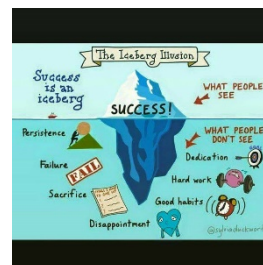 The Iceberg Illusion
Success
is an
iceberg
WHAT PEOPLE
SEE
SUCCESS!
WHAT PEOPLE
DON'T SEE
Persistence
Dedication
Failure
FAIL
Hard work
Sacrifice
Good habits
Disappointment